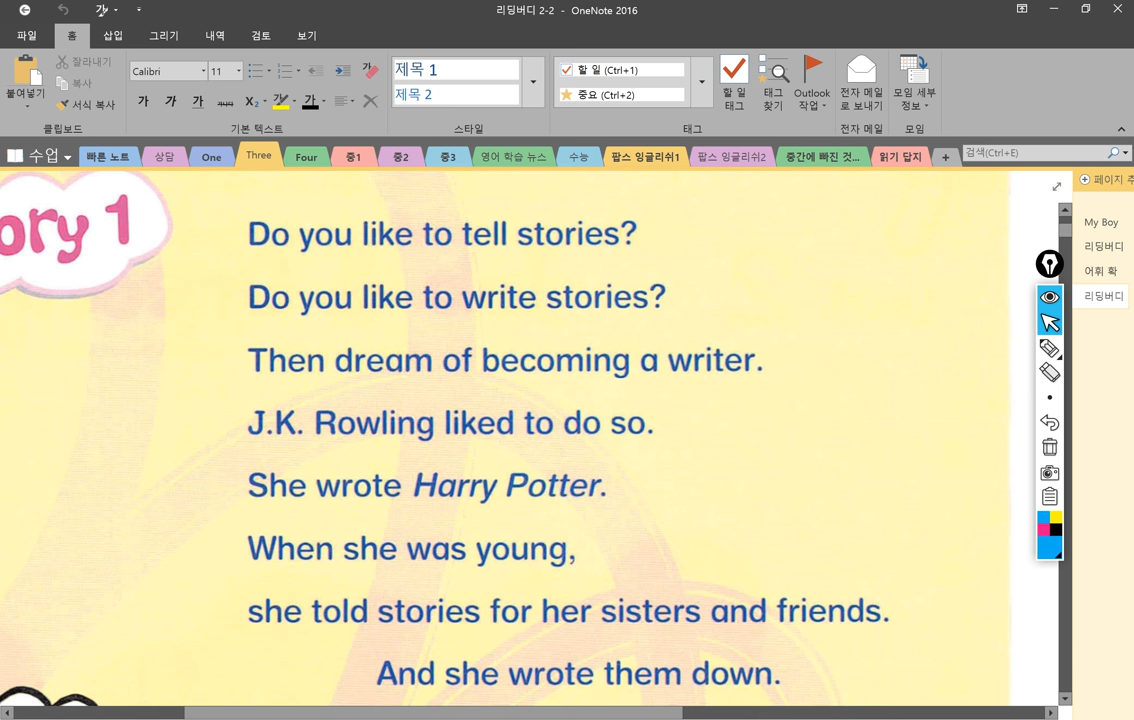 리딩버디 2-2 - OneNote 2016
파일 홈 삽입 그리기 내역 검토 보기
붙여넣기
잘라내기
복사
서식 복사
클립보드
Calibri 11
가 가 가
기본 텍스트
제목 1
제목 2
스타일
할 일 (Ctrl+1)
중요 (Ctrl+2)
할 일 태그
태그 찾기
Outlook 작업
태그
전자 메일로 보내기
전자 메일
모임 세부 정보
모임
수업 빠른 노트 상담 One Three Four 중1 중2 중3 영어 학습 뉴스 수능 팝스 잉글리쉬1 팝스 잉글리쉬2 중간에 빠진 것... 읽기 답지 + 검색(Ctrl+E)
페이지 추
My Boy
리딩버디
어휘 확
리딩버디
ory 1
Do you like to tell stories?
Do you like to write stories?
Then dream of becoming a writer.
J.K. Rowling liked to do so.
She wrote Harry Potter.
When she was young,
she told stories for her sisters and friends.
And she wrote them down.